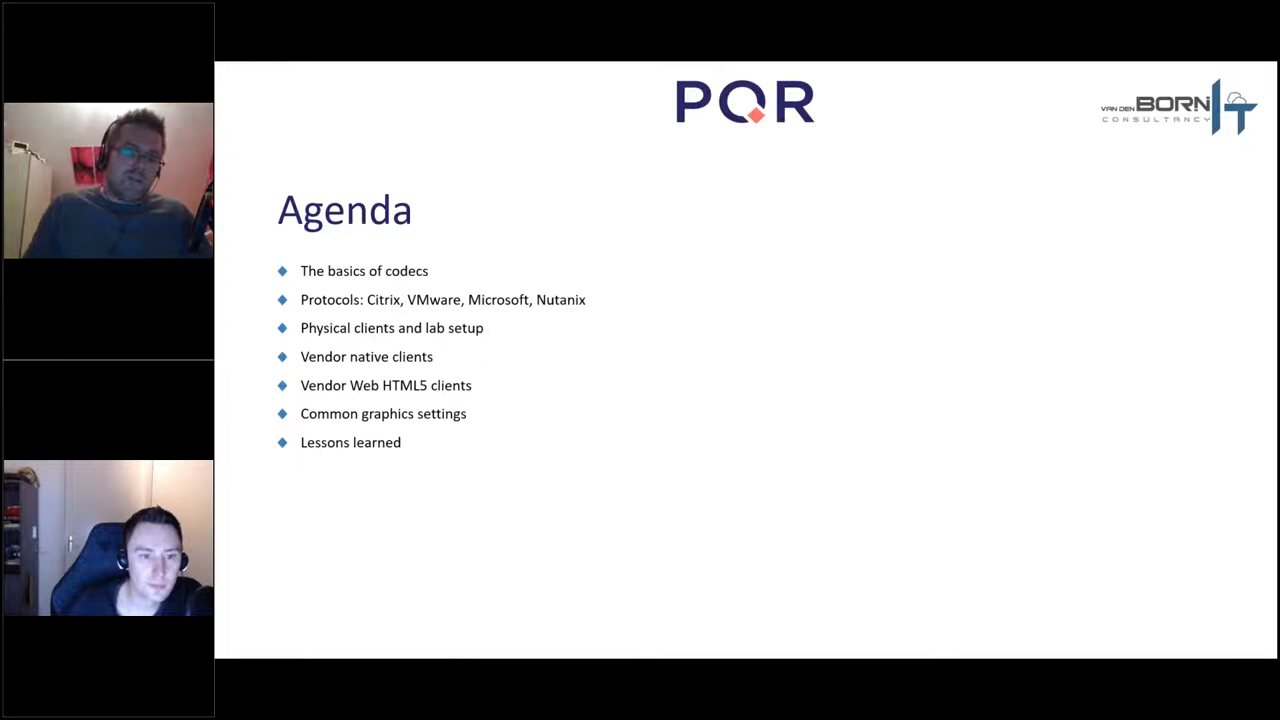 PQR
VAN DEN BORN IT
CONSULTANCY
Agenda
The basics of codecs
Protocols: Citrix, VMware, Microsoft, Nutanix
Physical clients and lab setup
Vendor native clients
Vendor Web HTML5 clients
Common graphics settings
Lessons learned